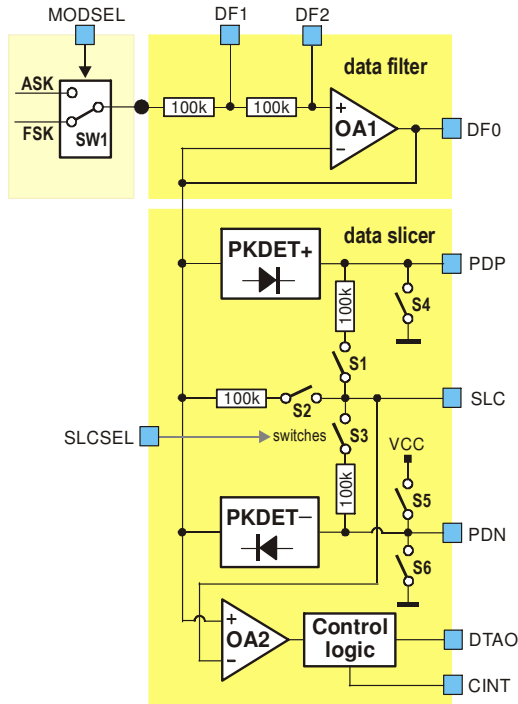 MODSEL
DF1
DF2
data filter
ASK
FSK
SW1
100k
100k
+
OA1
−
DF0
data slicer
PKDET+
PDP
100k
S4
S1
100k
S2
SLC
SLCSEL
switches
S3
VCC
100k
S5
PKDET−
PDN
S6
+
OA2
−
Control
logic
DTAO
CINT